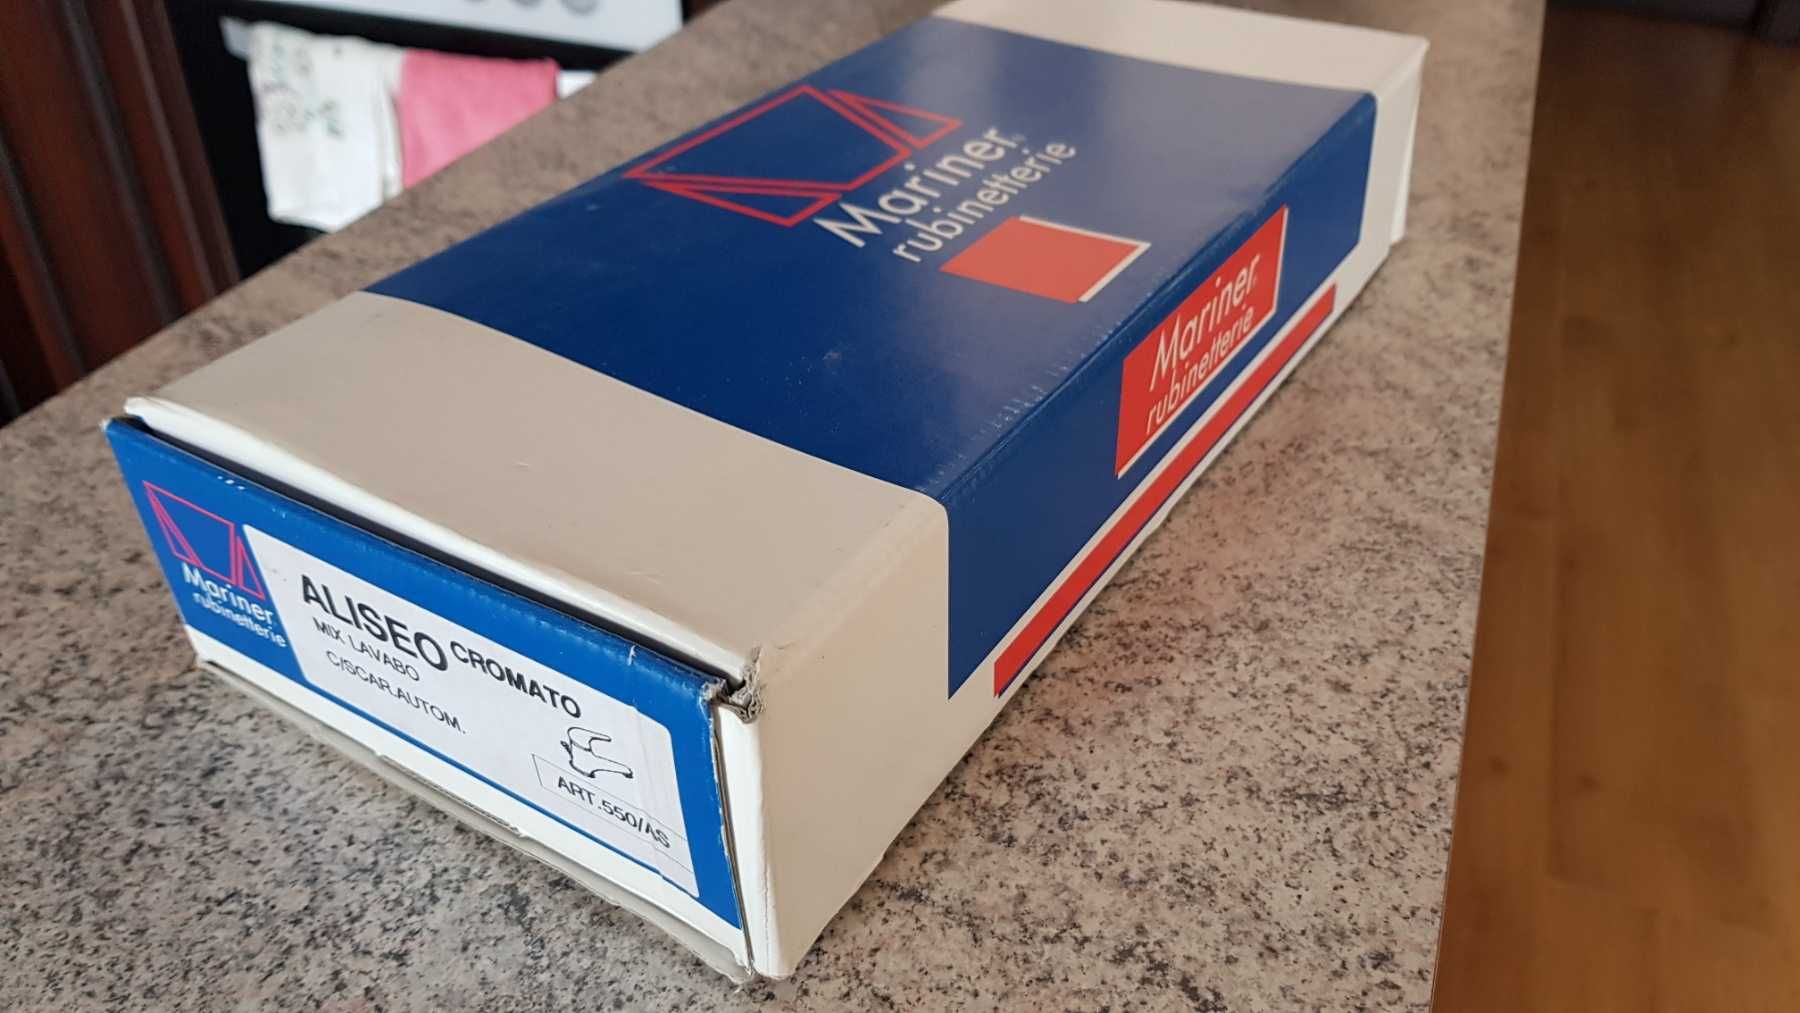 Mariner
rubinetterie
Mariner
rubinetterie
Mariner
rubinetterie
ALISEO CROMATO
MIX LAVABO
C/SCAR.AUTOM.
ART.550/AS